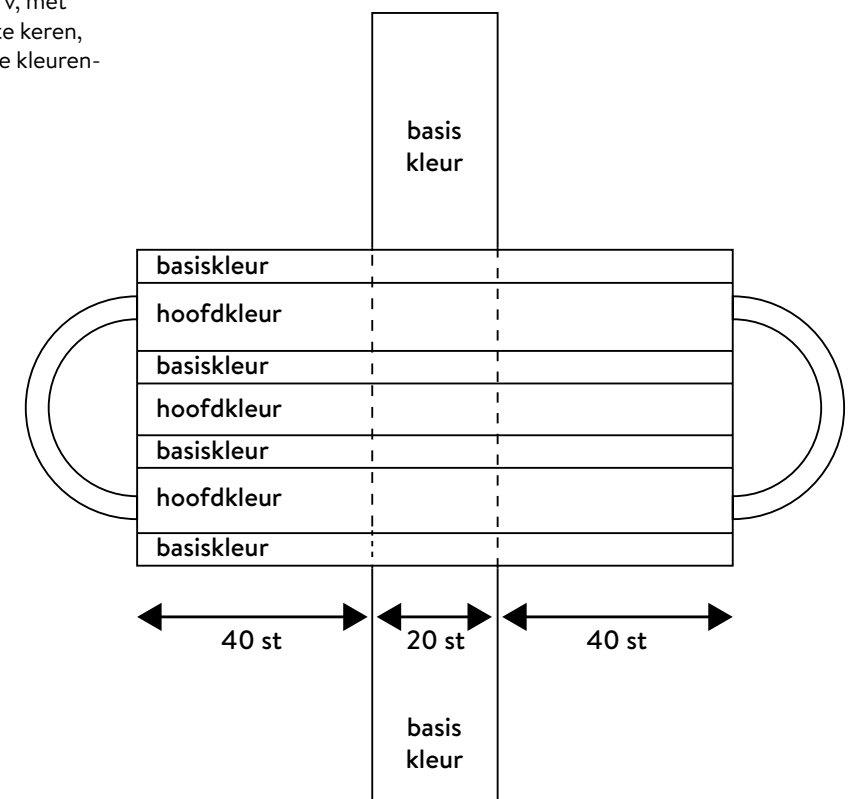 v, met
te keren,
e kleuren-
basis
kleur
basiskleur
hoofdkleur
basiskleur
hoofdkleur
basiskleur
hoofdkleur
basiskleur
40 st
20 st
40 st
basis
kleur